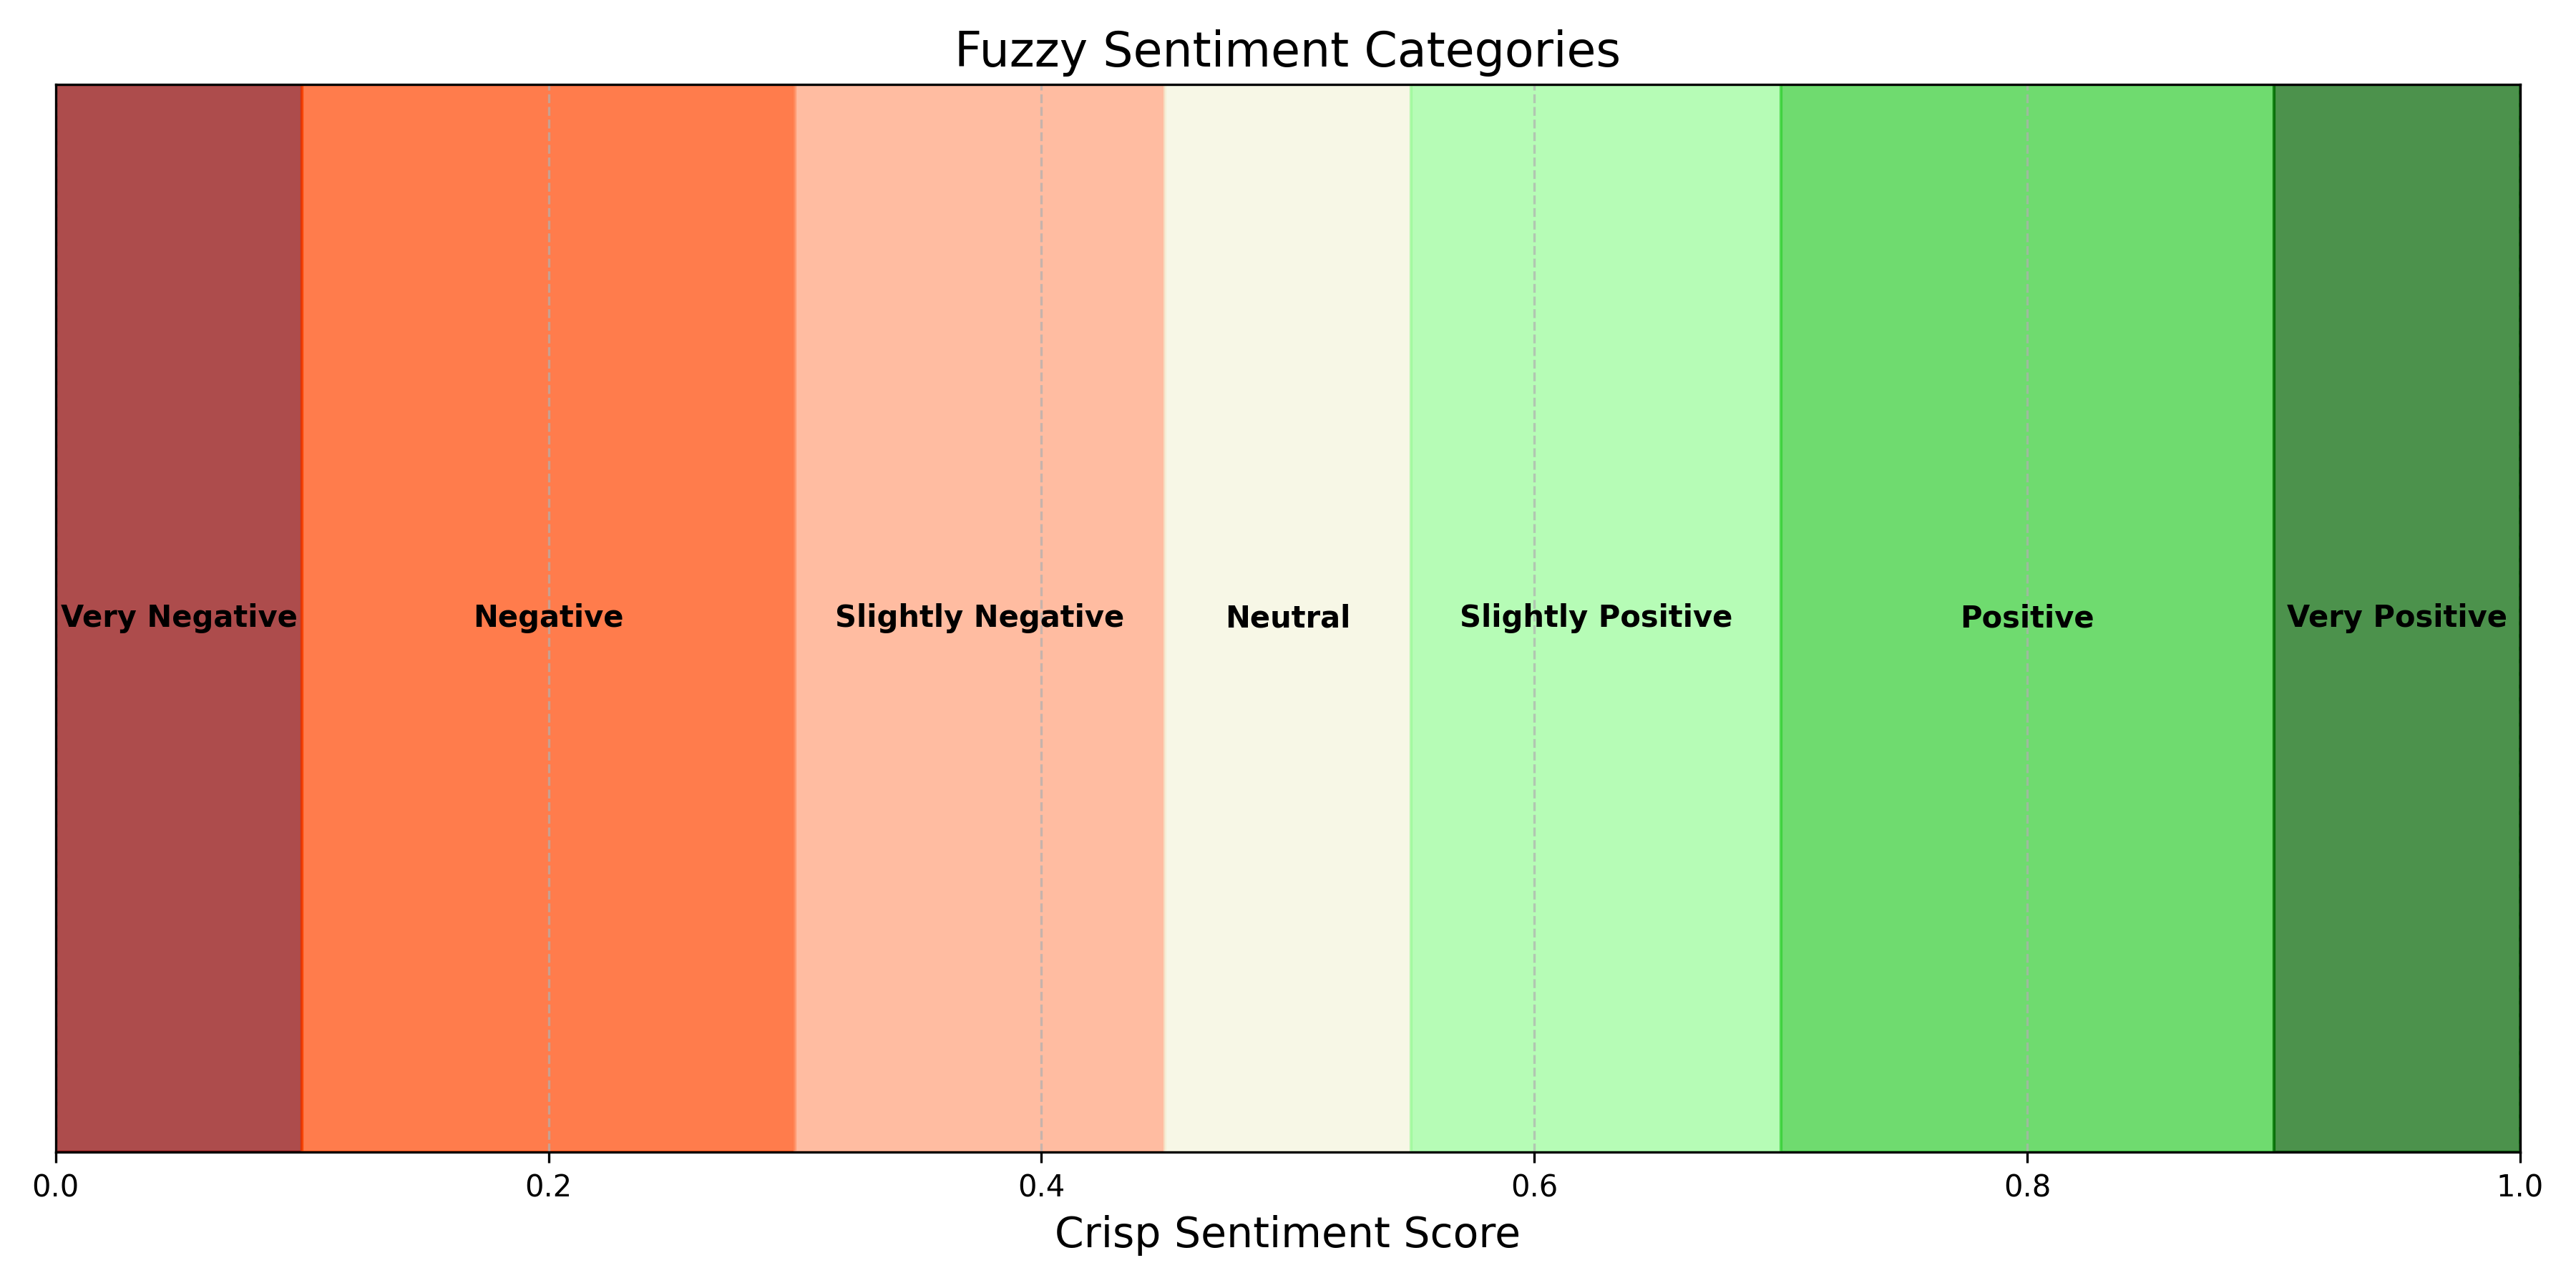 Fuzzy Sentiment Categories
Very Negative Negative Slightly Negative Neutral Slightly Positive Positive Very Positive
0.0 0.2 0.4 0.6 0.8 1.0
Crisp Sentiment Score